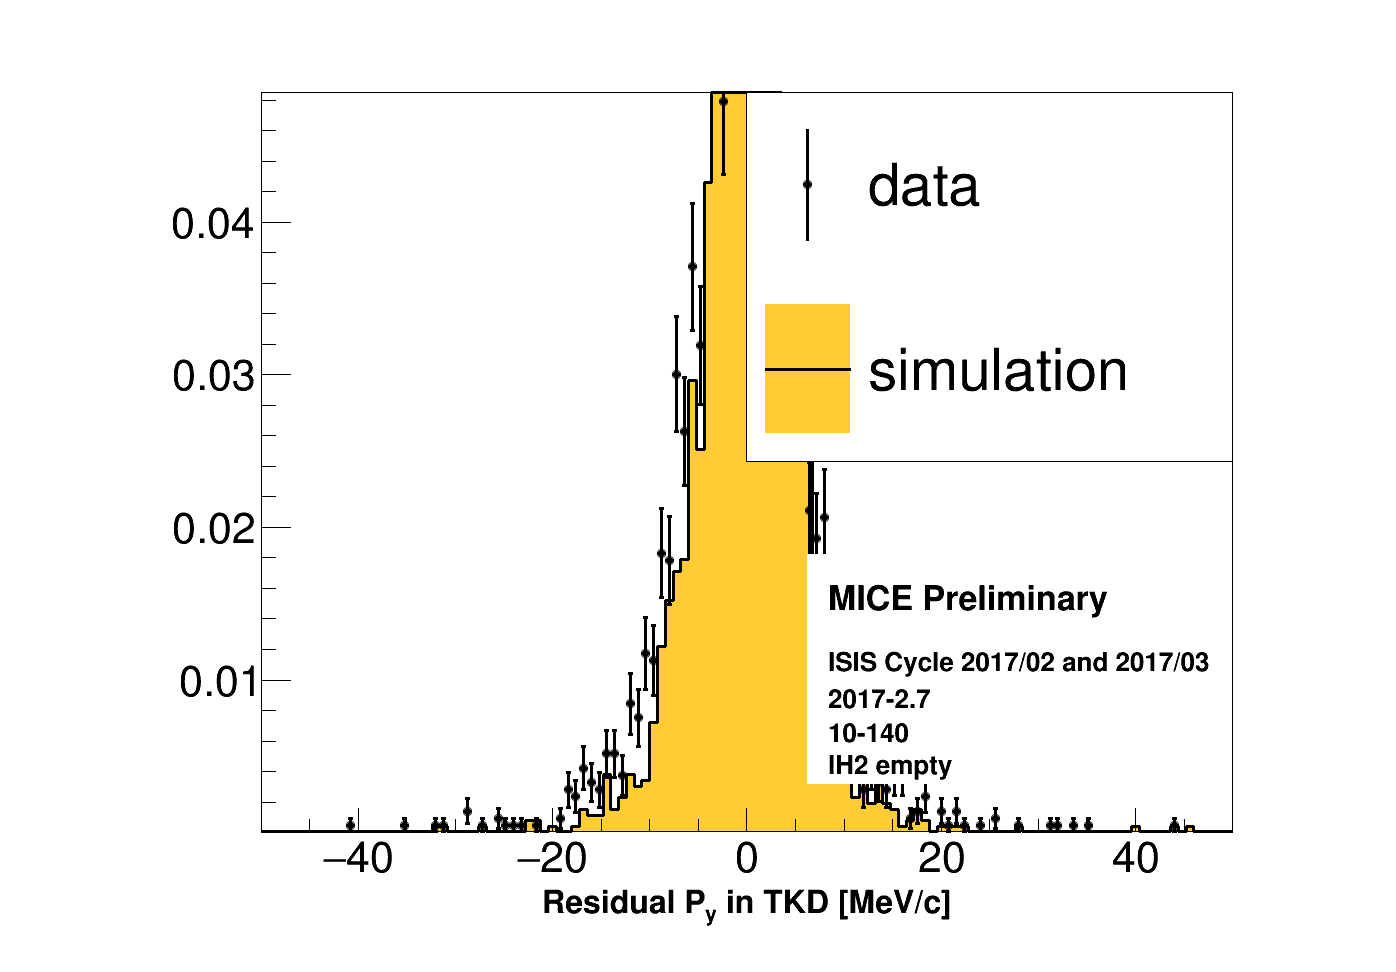 data
0.04
0.03
simulation
0.02
MICE Preliminary
ISIS Cycle 2017/02 and 2017/03
0.01
2017-2.7
10-140
IH2 empty
−40 −20 0 20 40
Residual Py in TKD [MeV/c]